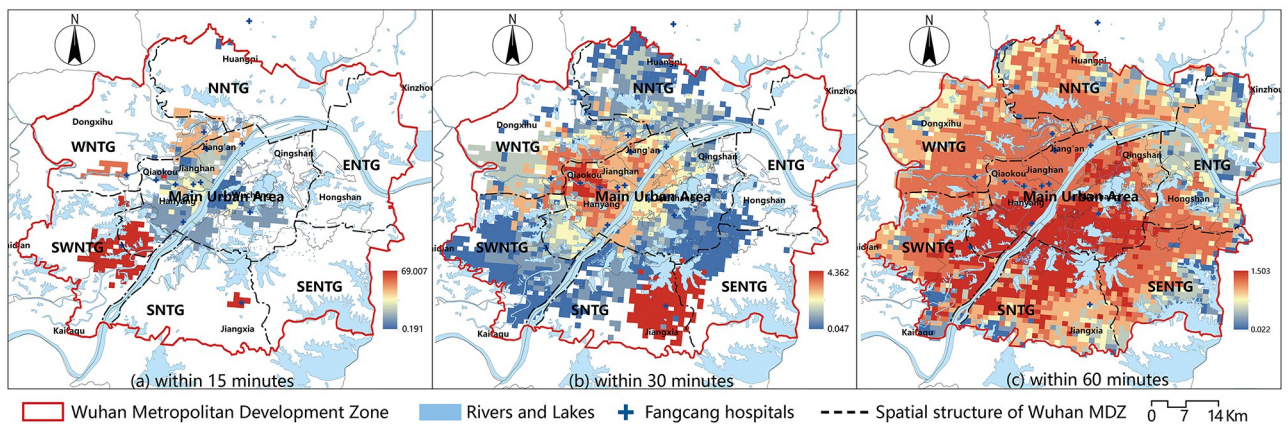 N
Huangpi
NNTG
Xinzhou
Dongxihu
WNTG
Jiang'an
Qingshan
ENTG
Qiaokou
Jianghan
Main Urban Area
Hanyang
Hongshan
SWNTG
69.007
SENTG
SNTG
0.191
Jiangxia
(a) within 15 minutes
N
Huangpi
NNTG
Xinzhou
Dongxihu
WNTG
Jiang'an
Qingshan
ENTG
Qiaokou
Jianghan
Main Urban Area
Hanyang
Hongshan
SWNTG
4.362
SENTG
SNTG
0.047
Kaifaqu
Jiangxia
(b) within 30 minutes
N
Huangpi
NNTG
Xinzhou
Dongxihu
WNTG
Jiang'an
Qingshan
ENTG
Qiaokou
Jianghan
Main Urban Area
Hanyang
Hongshan
SWNTG
1.503
SENTG
SNTG
0.022
Kaifaqu
Jiangxia
(c) within 60 minutes
Wuhan Metropolitan Development Zone
Rivers and Lakes
Fangcang hospitals
Spatial structure of Wuhan MDZ
0 7 14 Km